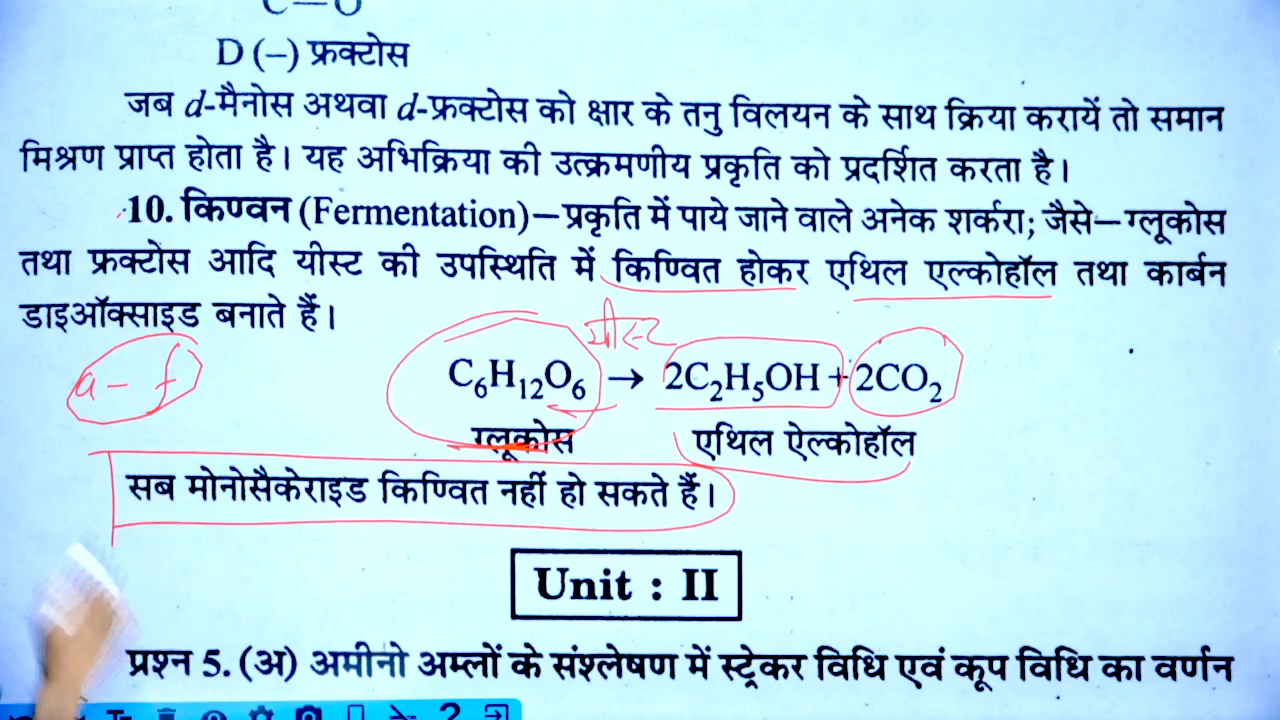 D (–) फ्रक्टोस
जब d-मैनोस अथवा d-फ्रक्टोस को क्षार के तनु विलयन के साथ क्रिया करायें तो समान
मिश्रण प्राप्त होता है। यह अभिक्रिया की उत्क्रमणीय प्रकृति को प्रदर्शित करता है।
10. किण्वन (Fermentation)—प्रकृति में पाये जाने वाले अनेक शर्करा; जैसे—ग्लूकोस
तथा फ्रक्टोस आदि यीस्ट की उपस्थिति में किण्वित होकर एथिल एल्कोहॉल तथा कार्बन
डाइऑक्साइड बनाते हैं।
यीस्ट
a – f
C₆H₁₂O₆ → 2C₂H₅OH + 2CO₂
ग्लूकोस एथिल ऐल्कोहॉल
सब मोनोसैकेराइड किण्वित नहीं हो सकते हैं।
Unit : II
प्रश्न 5. (अ) अमीनो अम्लों के संश्लेषण में स्ट्रेकर विधि एवं कूप विधि का वर्णन